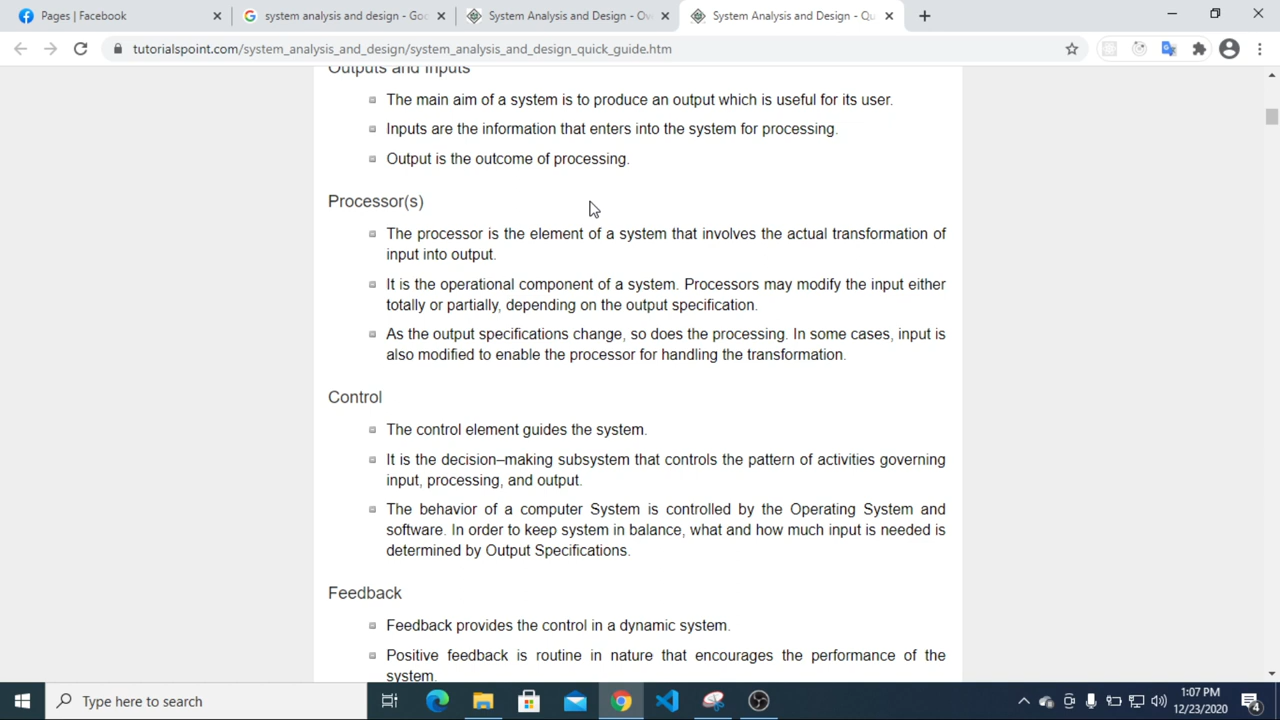 Pages | Facebook
system analysis and design - Goo
System Analysis and Design - Ove
System Analysis and Design - Qu
tutorialspoint.com/system_analysis_and_design/system_analysis_and_design_quick_guide.htm
Outputs and Inputs
The main aim of a system is to produce an output which is useful for its user.
Inputs are the information that enters into the system for processing.
Output is the outcome of processing.
Processor(s)
The processor is the element of a system that involves the actual transformation of
input into output.
It is the operational component of a system. Processors may modify the input either
totally or partially, depending on the output specification.
As the output specifications change, so does the processing. In some cases, input is
also modified to enable the processor for handling the transformation.
Control
The control element guides the system.
It is the decision–making subsystem that controls the pattern of activities governing
input, processing, and output.
The behavior of a computer System is controlled by the Operating System and
software. In order to keep system in balance, what and how much input is needed is
determined by Output Specifications.
Feedback
Feedback provides the control in a dynamic system.
Positive feedback is routine in nature that encourages the performance of the
system.
Type here to search
1:07 PM
12/23/2020
4